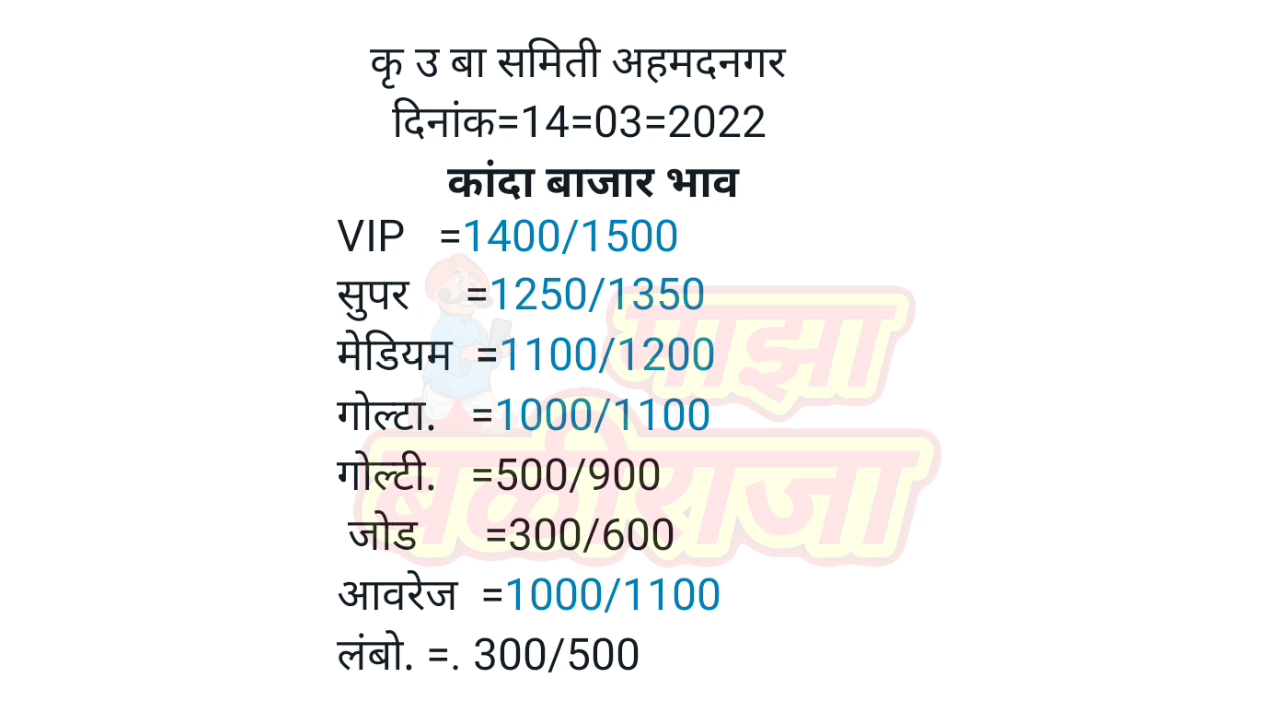 कृ उ बा समिती अहमदनगर
दिनांक=14=03=2022
कांदा बाजार भाव
VIP =1400/1500
सुपर =1250/1350
मेडियम =1100/1200
गोल्टा. =1000/1100
गोल्टी. =500/900
जोड =300/600
आवरेज =1000/1100
लंबो. =. 300/500
माझा
बळीराजा